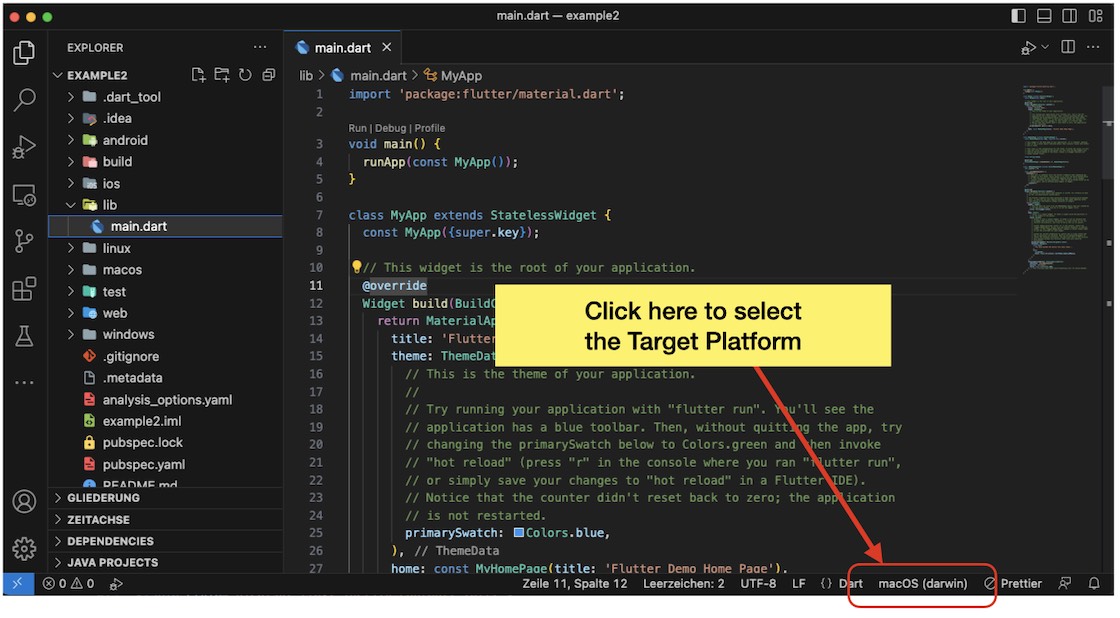 main.dart — example2
EXPLORER
EXAMPLE2
.dart_tool
.idea
android
build
ios
lib
main.dart
linux
macos
test
web
windows
.gitignore
.metadata
analysis_options.yaml
example2.iml
pubspec.lock
pubspec.yaml
README.md
GLIEDERUNG
ZEITACHSE
DEPENDENCIES
JAVA PROJECTS
main.dart
lib > main.dart > MyApp
1 import 'package:flutter/material.dart';
2
Run | Debug | Profile
3 void main() {
4 runApp(const MyApp());
5 }
6
7 class MyApp extends StatelessWidget {
8 const MyApp({super.key});
9
10 // This widget is the root of your application.
11 @override
12 Widget build(Build
13 return MaterialAp
14 title: 'Flutter
15 theme: ThemeDat
16 // This is the theme of your application.
17 //
18 // Try running your application with "flutter run". You'll see the
19 // application has a blue toolbar. Then, without quitting the app, try
20 // changing the primarySwatch below to Colors.green and then invoke
21 // "hot reload" (press "r" in the console where you ran "flutter run",
22 // or simply save your changes to "hot reload" in a Flutter IDE).
23 // Notice that the counter didn't reset back to zero; the application
24 // is not restarted.
25 primarySwatch: Colors.blue,
26 ), // ThemeData
27 home: const MyHomePage(title: 'Flutter Demo Home Page'),
Click here to select
the Target Platform
0 0 Zeile 11, Spalte 12 Leerzeichen: 2 UTF-8 LF {} Dart macOS (darwin) Prettier